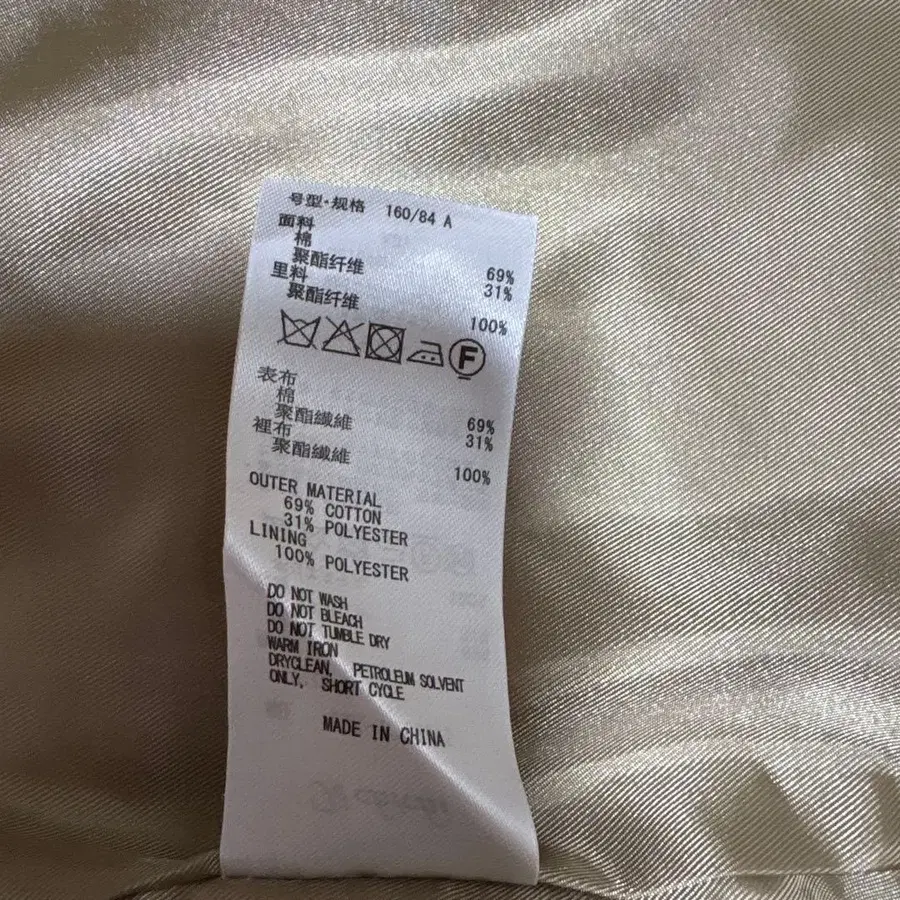 号型·规格 160/84 A
面料
棉 69%
聚酯纤维 31%
里料
聚酯纤维 100%
F
表布
棉 69%
聚酯纖維 31%
裡布
聚酯纖維 100%
OUTER MATERIAL
69% COTTON
31% POLYESTER
LINING
100% POLYESTER
DO NOT WASH
DO NOT BLEACH
DO NOT TUMBLE DRY
WARM IRON
DRYCLEAN, PETROLEUM SOLVENT
ONLY, SHORT CYCLE
MADE IN CHINA